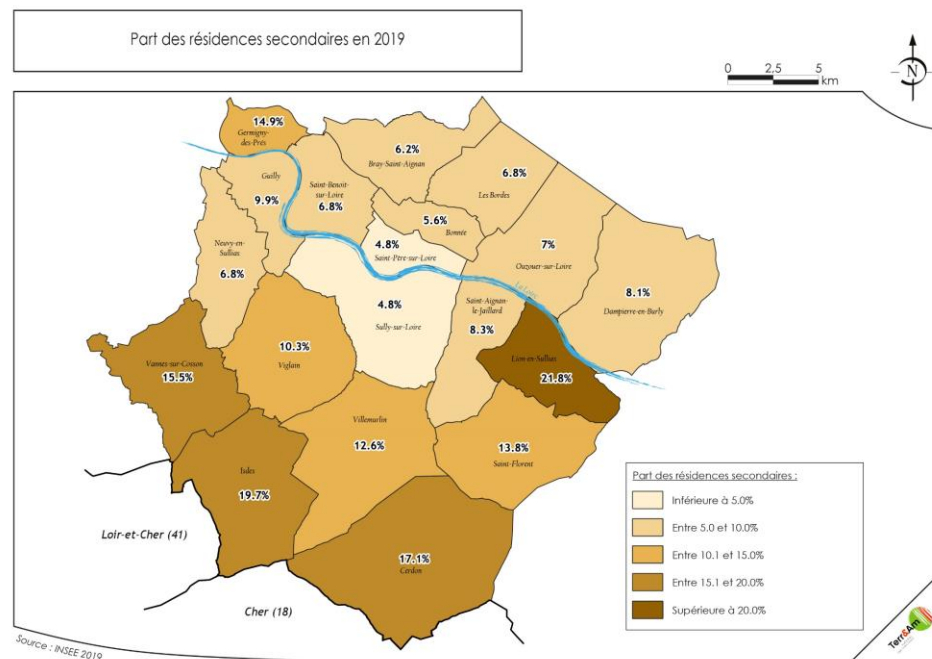 Part des résidences secondaires en 2019
0 2,5 5
km
N
14.9%
Germigny-
des-Prés
6.2%
Bray-Saint-Aignan
6.8%
Les Bordes
Guilly
9.9%
Saint-Benoit-
sur-Loire
6.8%
5.6%
Bonnée
4.8%
Saint-Père-sur-Loire
7%
Ouzouer-sur-Loire
Neuvy-en-
Sullias
6.8%
La Loire
8.1%
Dampierre-en-Burly
4.8%
Sully-sur-Loire
Saint-Aignan-
le-Jaillard
8.3%
10.3%
Viglain
Lion-en-Sullias
21.8%
Vannes-sur-Cosson
15.5%
Villemurlin
12.6%
13.8%
Saint-Florent
Isdes
19.7%
17.1%
Cerdon
Loir-et-Cher (41)
Cher (18)
Part des résidences secondaires :
Inférieure à 5.0%
Entre 5.0 et 10.0%
Entre 10.1 et 15.0%
Entre 15.1 et 20.0%
Supérieure à 20.0%
Source : INSEE 2019
Terr&Am